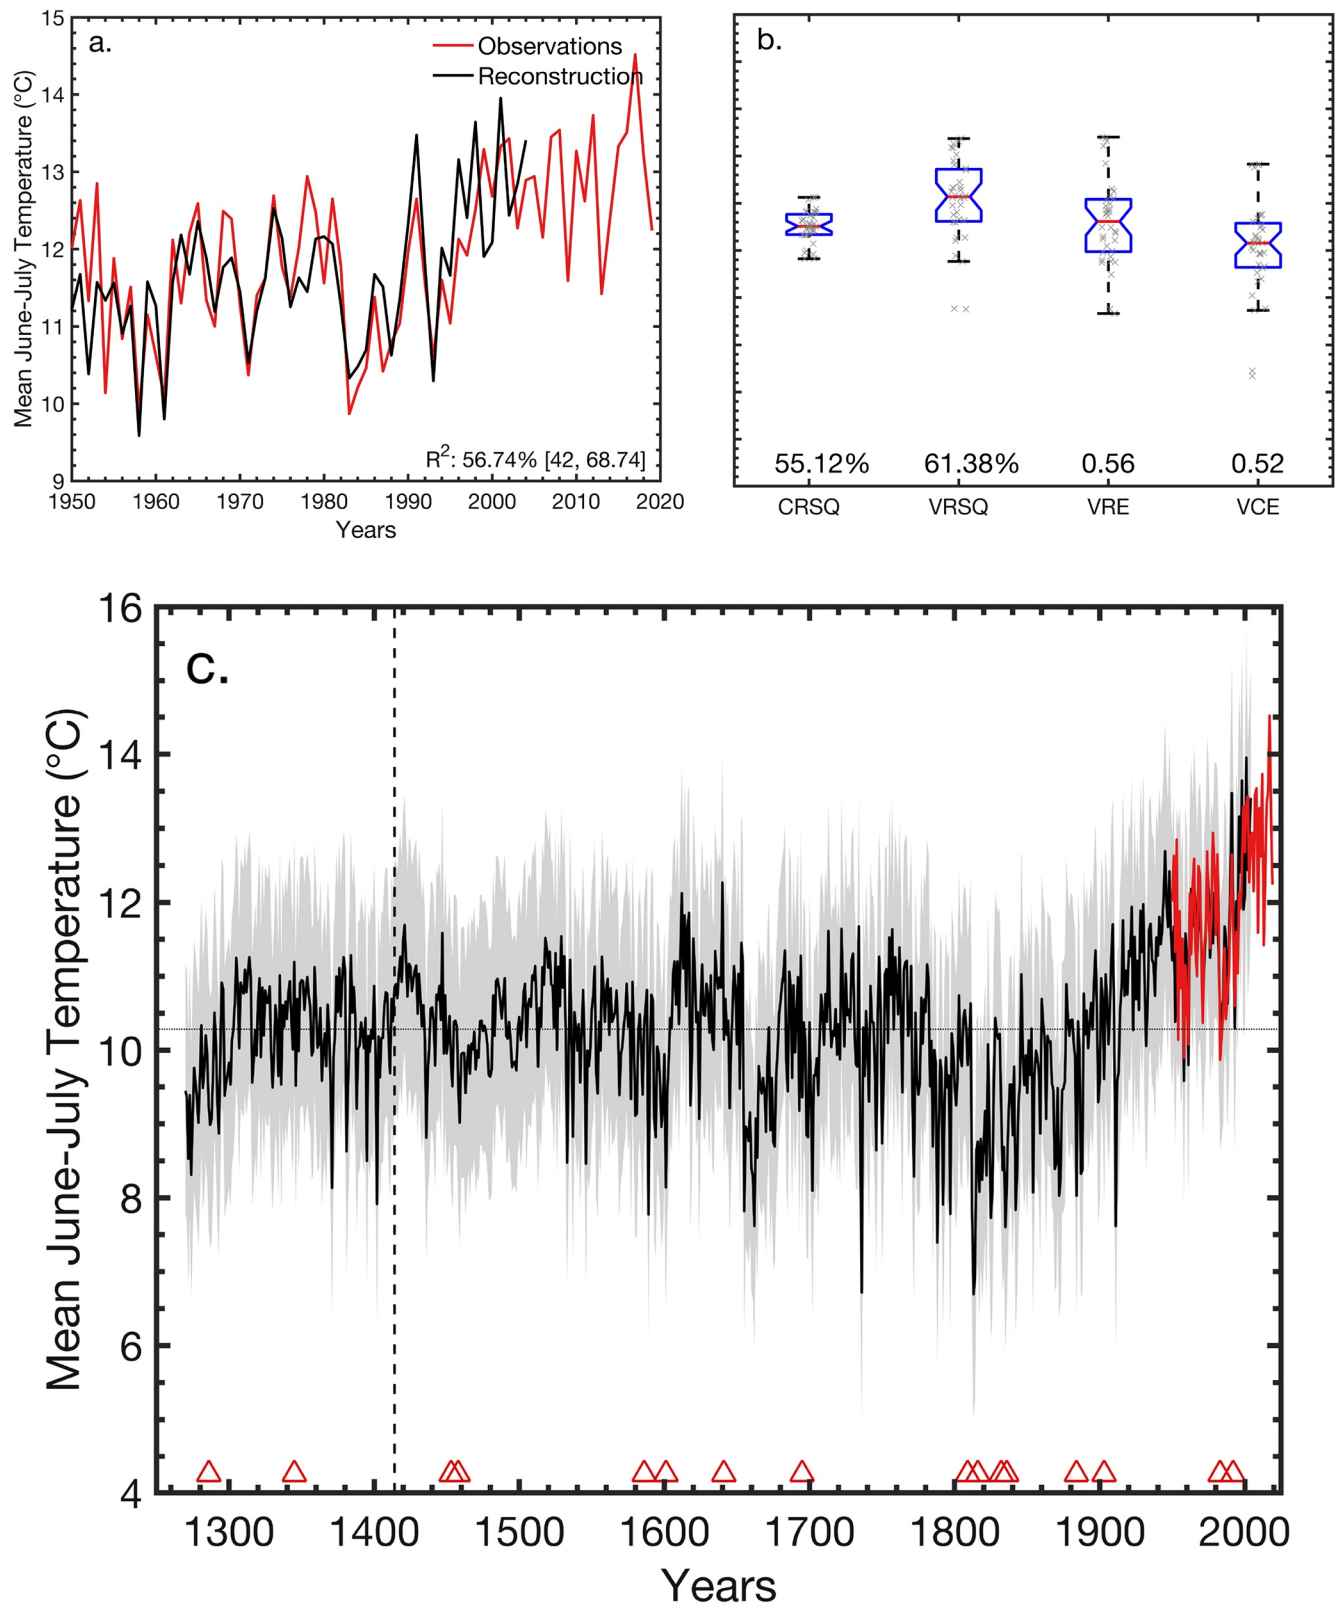 a.
Observations
Reconstruction
Mean June-July Temperature (°C)
15
14
13
12
11
10
9
R²: 56.74% [42, 68.74]
1950 1960 1970 1980 1990 2000 2010 2020
Years
b.
55.12% 61.38% 0.56 0.52
CRSQ VRSQ VRE VCE
c.
Mean June-July Temperature (°C)
16
14
12
10
8
6
4
1300 1400 1500 1600 1700 1800 1900 2000
Years